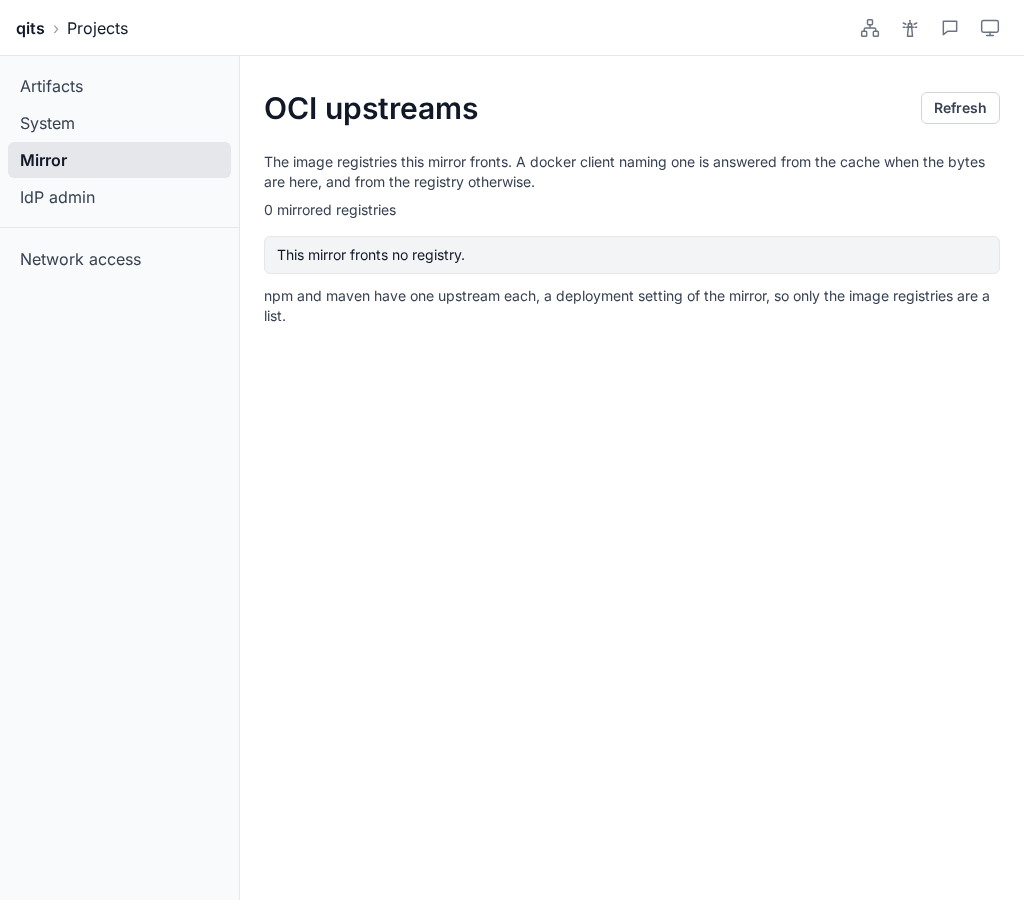 qits › Projects
Artifacts
System
Mirror
IdP admin
Network access
OCI upstreams
Refresh
The image registries this mirror fronts. A docker client naming one is answered from the cache when the bytes
are here, and from the registry otherwise.
0 mirrored registries
This mirror fronts no registry.
npm and maven have one upstream each, a deployment setting of the mirror, so only the image registries are a
list.